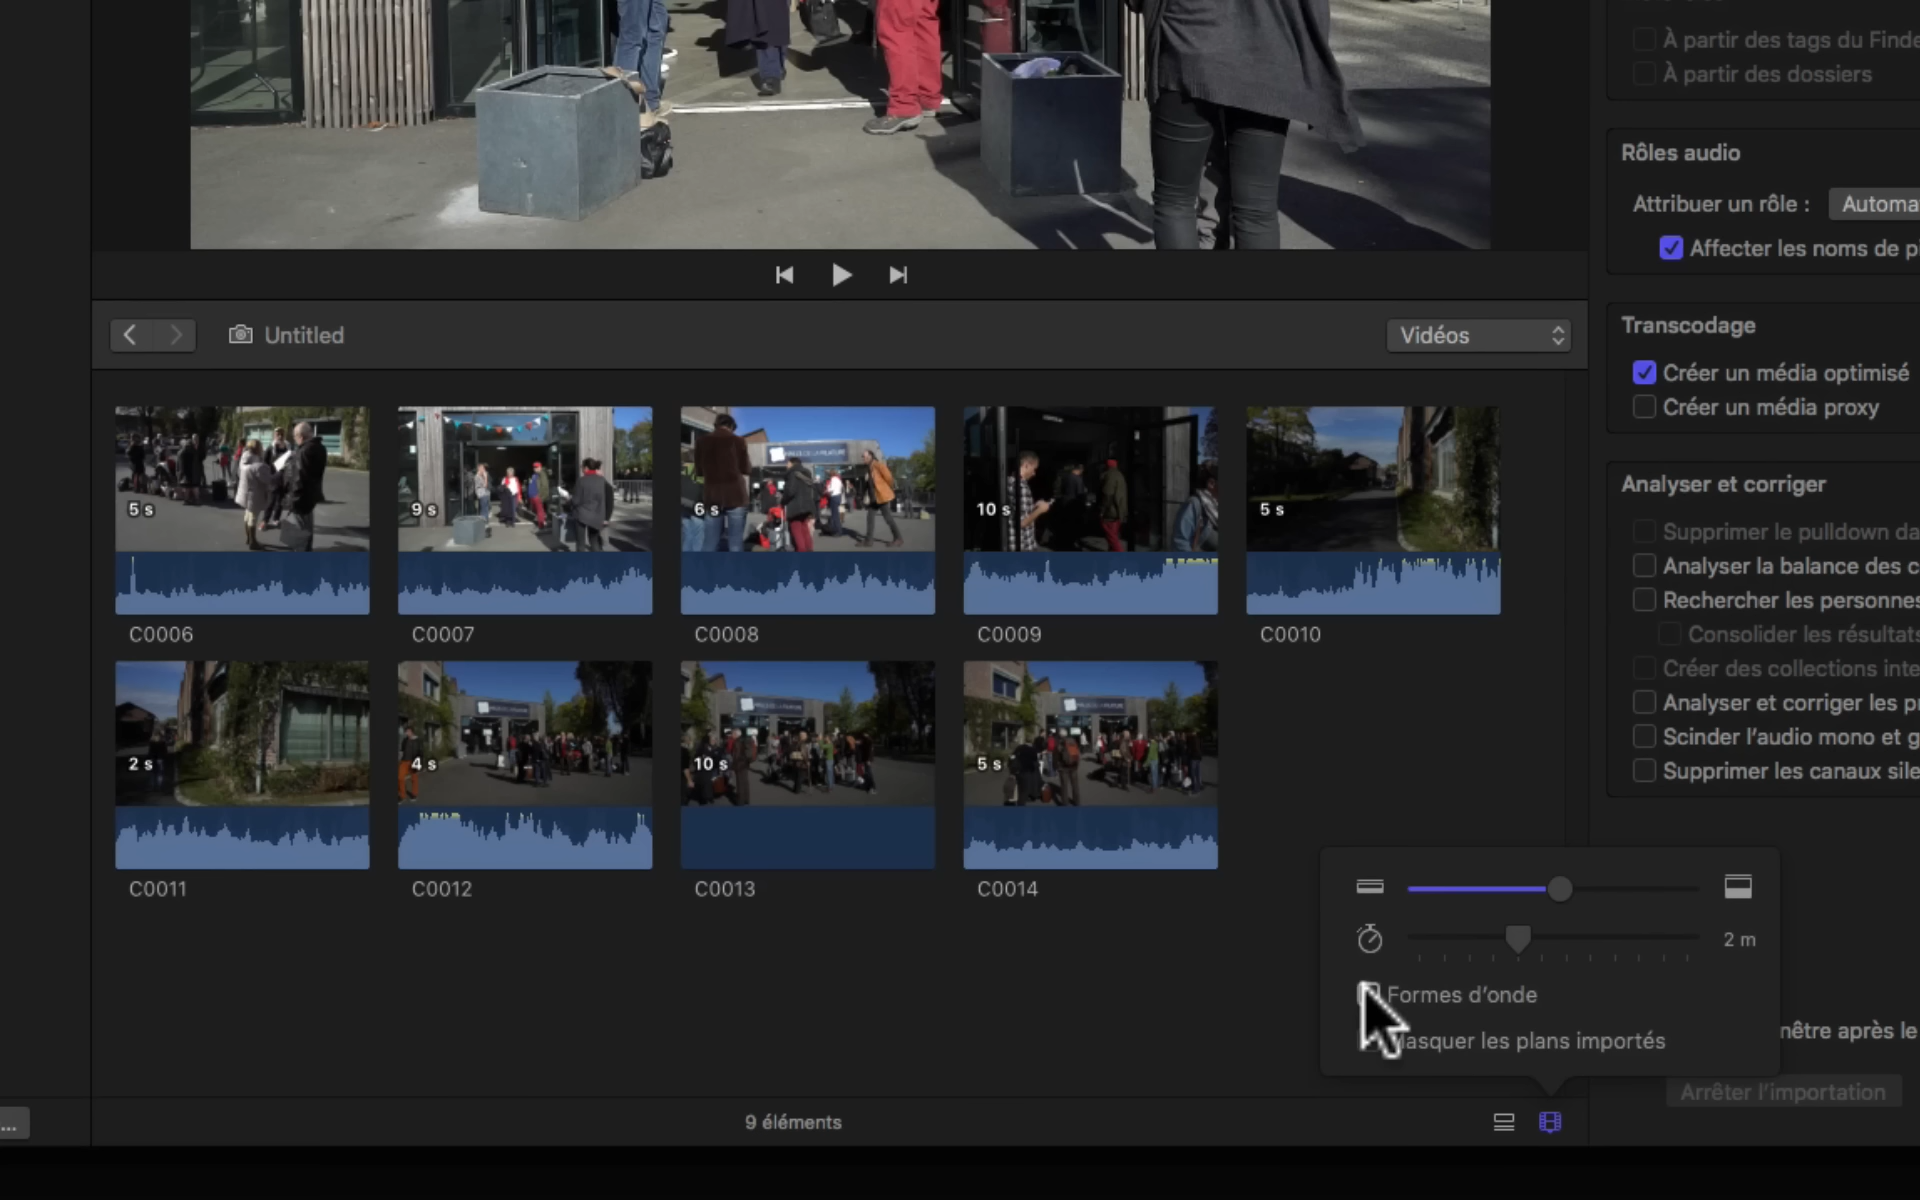 À partir des tags du Finde
À partir des dossiers
Rôles audio
Attribuer un rôle :
Automa
Affecter les noms de p
Untitled
Vidéos
Transcodage
Créer un média optimisé
Créer un média proxy
Analyser et corriger
Supprimer le pulldown da
Analyser la balance des c
Rechercher les personnes
Consolider les résultats
Créer des collections inte
Analyser et corriger les p
Scinder l'audio mono et g
Supprimer les canaux sile
5 s
9 s
6 s
10 s
5 s
C0006
C0007
C0008
C0009
C0010
2 s
4 s
10 s
5 s
C0011
C0012
C0013
C0014
2 m
Formes d'onde
asquer les plans importés
nêtre après le
Arrêter l'importation
...
9 éléments